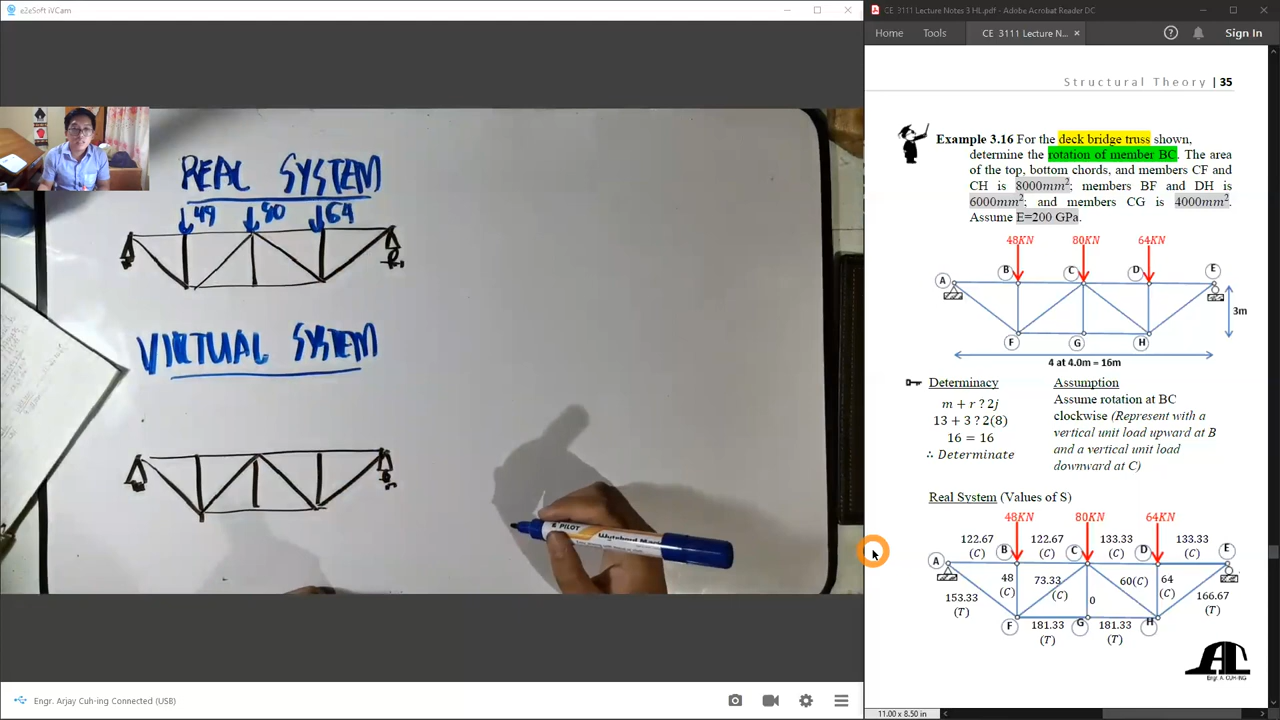 e2eSoft iVCam
REAL SYSTEM
48 80 64
VIRTUAL SYSTEM
PILOT
Whyteboard Marker
Engr. Arjay Cuh-ing Connected (USB)
CE 3111 Lecture Notes 3 HL.pdf - Adobe Acrobat Reader DC
Home Tools CE 3111 Lecture N... × Sign In
Structural Theory | 35
Example 3.16 For the deck bridge truss shown,
determine the rotation of member BC. The area
of the top, bottom chords, and members CF and
CH is 8000mm²; members BF and DH is
6000mm²; and members CG is 4000mm².
Assume E=200 GPa.
48KN 80KN 64KN
A B C D E
3m
F G H
4 at 4.0m = 16m
Determinacy
m + r ? 2j
13 + 3 ? 2(8)
16 = 16
∴ Determinate
Assumption
Assume rotation at BC
clockwise (Represent with a
vertical unit load upward at B
and a vertical unit load
downward at C)
Real System (Values of S)
48KN 80KN 64KN
122.67 122.67 133.33 133.33
(C) (C) (C) (C)
A B C D E
48 73.33 60(C) 64
(C) (C) (C)
153.33 0 166.67
(T) (T)
F G H
181.33 181.33
(T) (T)
Engr. A. CUH-ING
11.00 x 8.50 in